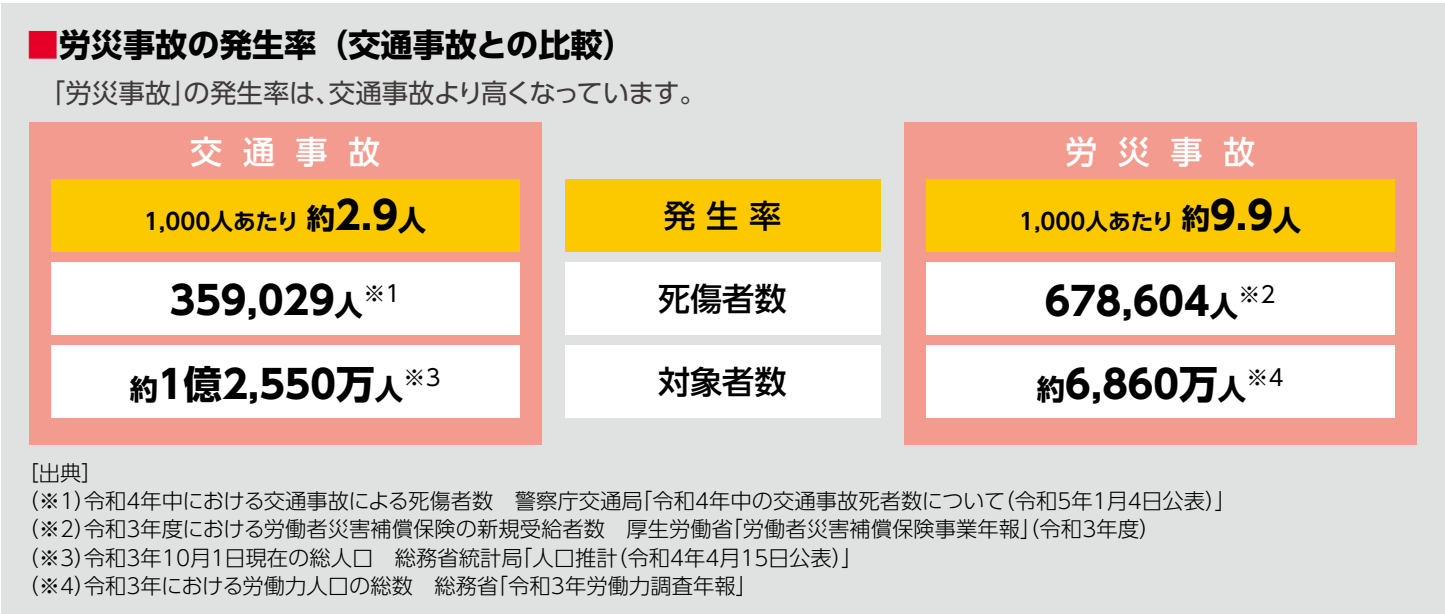 ■労災事故の発生率（交通事故との比較）
「労災事故」の発生率は、交通事故より高くなっています。
交通事故
労災事故
1,000人あたり 約2.9人
発生率
1,000人あたり 約9.9人
359,029人※1
死傷者数
678,604人※2
約1億2,550万人※3
対象者数
約6,860万人※4
[出典]
（※1）令和4年中における交通事故による死傷者数　警察庁交通局「令和4年中の交通事故死者数について（令和5年1月4日公表）」
（※2）令和3年度における労働者災害補償保険の新規受給者数　厚生労働省「労働者災害補償保険事業年報」（令和3年度）
（※3）令和3年10月1日現在の総人口　総務省統計局「人口推計（令和4年4月15日公表）」
（※4）令和3年における労働力人口の総数　総務省「令和3年労働力調査年報」